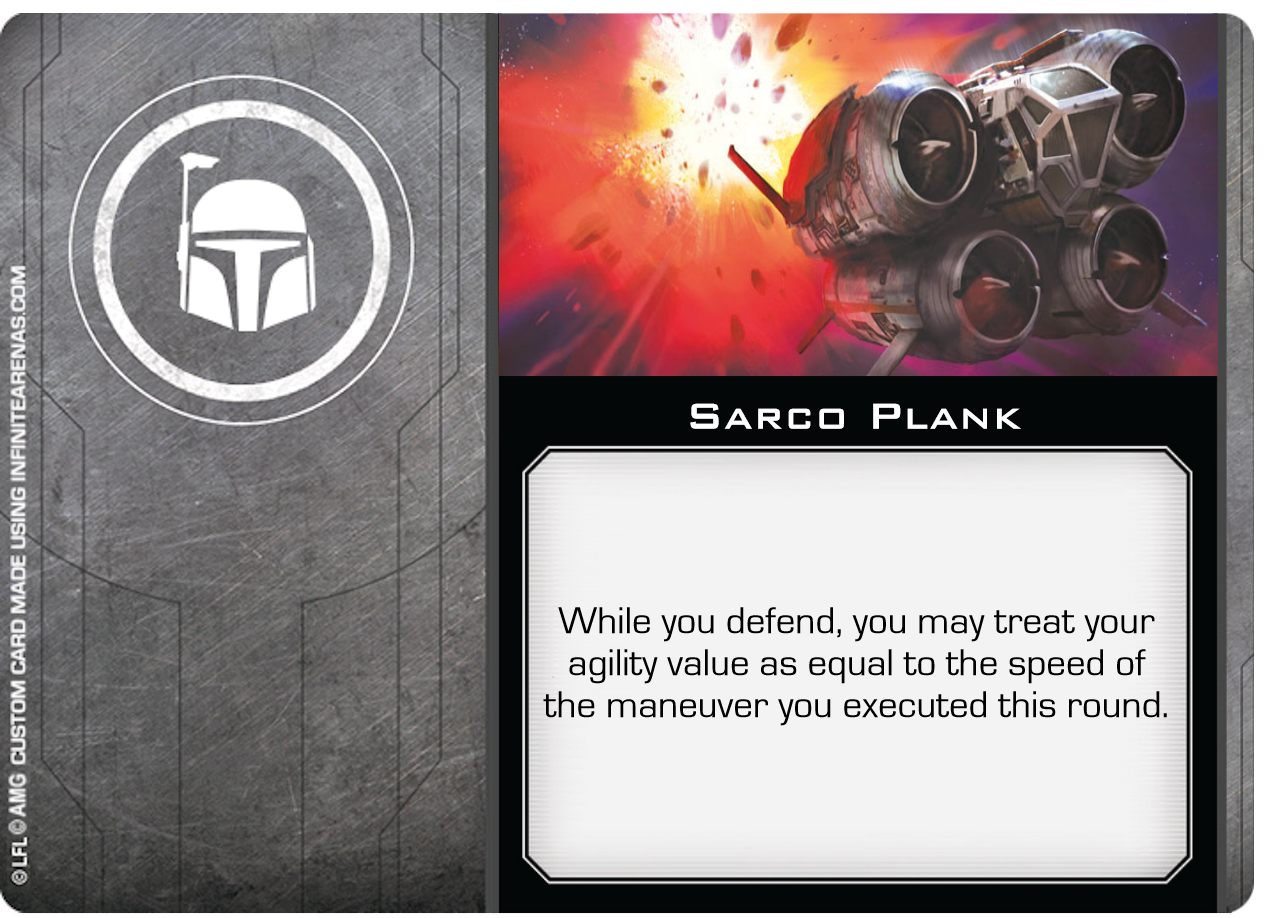 SARCO PLANK
While you defend, you may treat your
agility value as equal to the speed of
the maneuver you executed this round.
©LFL ©AMG CUSTOM CARD MADE USING INFINITEARENAS.COM